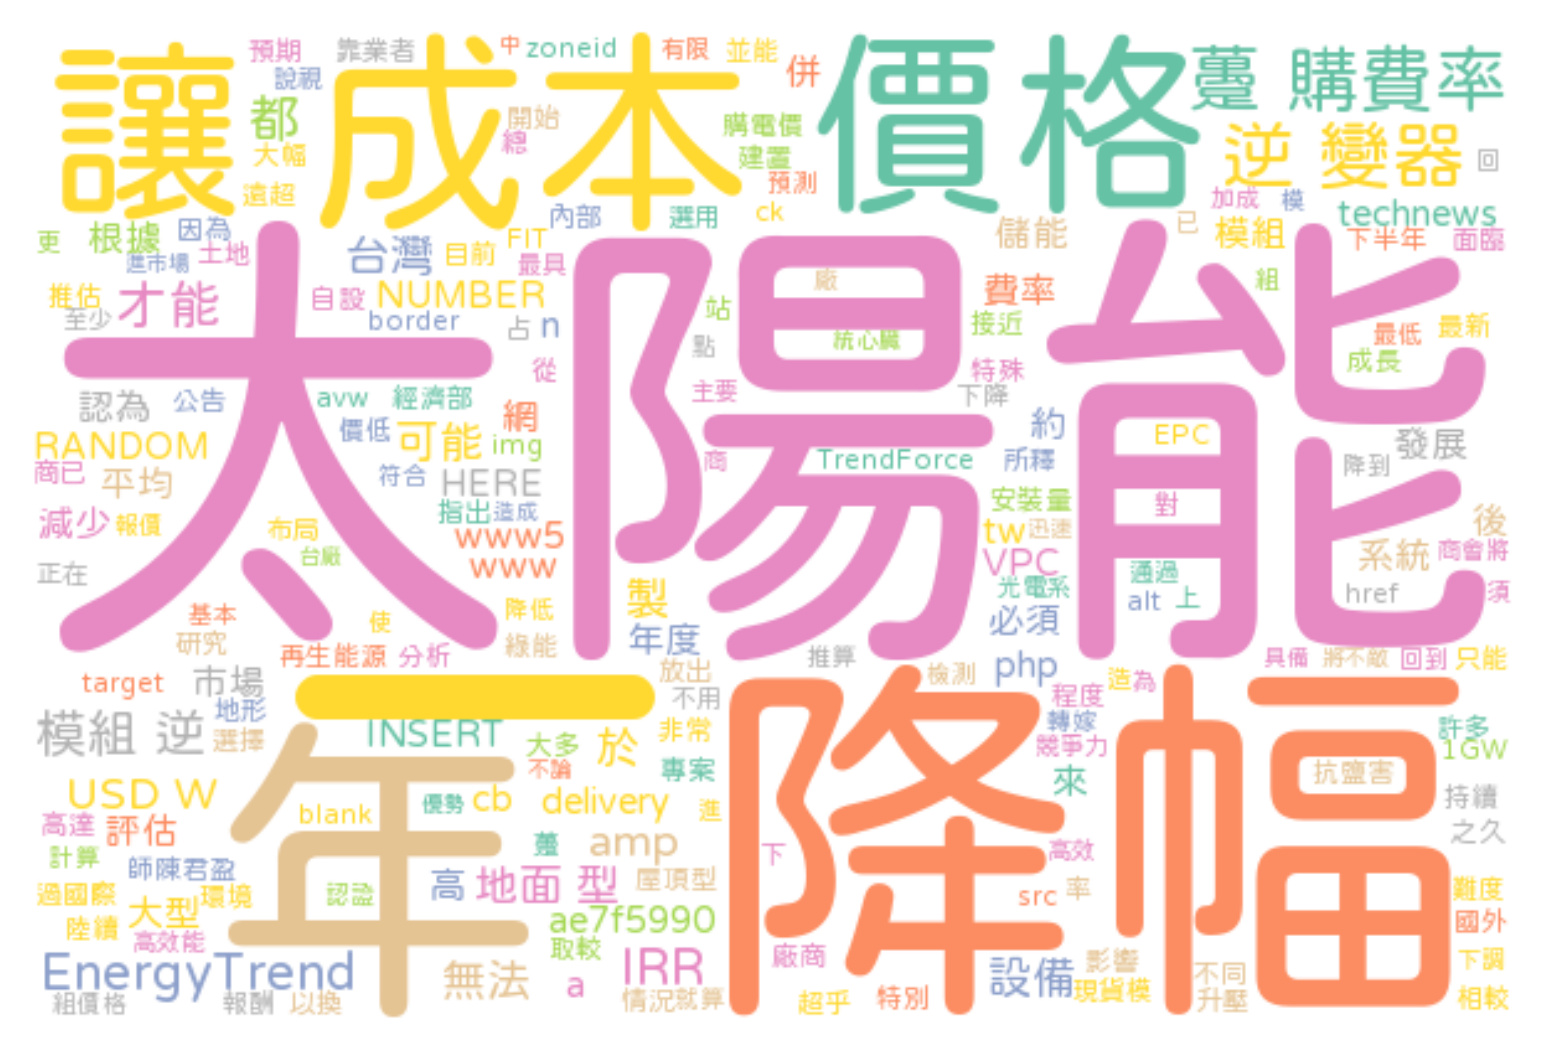 預期 靠業者 中 zoneid 有限 並能
讓 成本 價格 躉 購費率
說視 併
都 開始 購電價
大幅 總 建置 逆 變器 回
遠超 預測
內部 選用 ck 加成 模 technews
更 根據 因為 台灣 目前 FIT 儲能 已 模組 下半年 面臨
進市場 土地 最具
太陽能
推估 才能 自設 NUMBER 廠 費率 組
至少 border 占 n 站 統心臟 接近 最低 最新
從 點 特殊 成長
認為 公告 avw 經濟部 主要 下降
RANDOM 價低 可能 網 img 約 EPC 發展
商已 平均 符合 HERE 商 TrendForce 所釋 降到
減少 報價 指出 造成 安裝量 對 後
布局 www5 tw 迅速 系統 商會將
正在 台廠 www VPC 通過
基本 使 降低 製 光電系 alt 上 href 須
研究 綠能 年度 必須
再生能源 分析 推算 具備 將不敵 回到 只能
target 市場 放出 檢測 php
一 不用 程度 造為
模組 逆 地形 選擇 INSERT 非常 轉嫁 許多
年 降幅
大多 於 競爭力 1GW
不論 專案 來 抗鹽害
USD W blank 優勢 cb delivery 進 持續
高達 評估 amp 之久
計算 師陳君盈 躉 下 高效
過國際 環境 認證 高 地面 型 屋頂型 src 率 難度
陸續 大型 ae7f5990 國外
高效能 取較
EnergyTrend 無法 IRR 廠商 設備 影響 不同 下調
組價格 報酬 以換 a 情況就算 超乎 特別 現貨模 升壓 相較